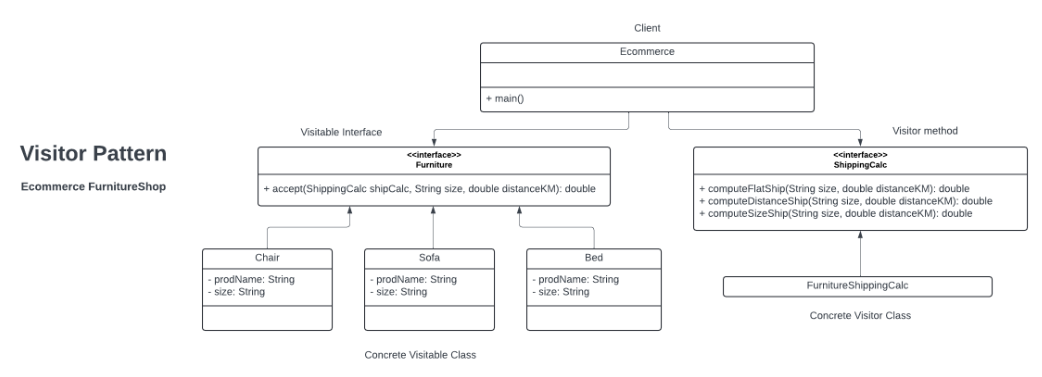 Client
Ecommerce
+ main()
Visitable Interface
Visitor method
Visitor Pattern
Ecommerce FurnitureShop
<<interface>>
Furniture
+ accept(ShippingCalc shipCalc, String size, double distanceKM): double
<<interface>>
ShippingCalc
+ computeFlatShip(String size, double distanceKM): double
+ computeDistanceShip(String size, double distanceKM): double
+ computeSizeShip(String size, double distanceKM): double
Chair
- prodName: String
- size: String
Sofa
- prodName: String
- size: String
Bed
- prodName: String
- size: String
FurnitureShippingCalc
Concrete Visitor Class
Concrete Visitable Class